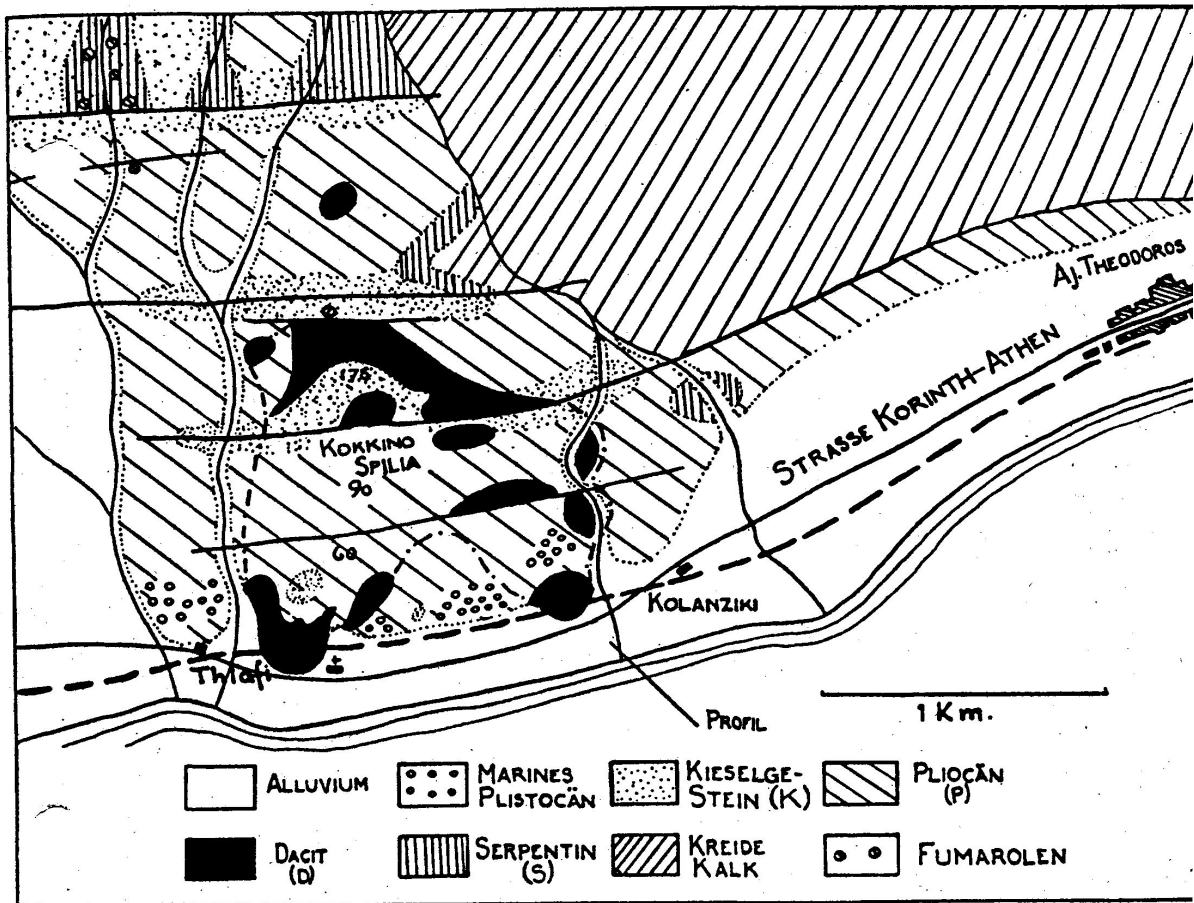 AJ. THEODOROS
STRASSE KORINTH-ATHEN
175
KOKKINO
SPILIA
90
60
KOLANZIKI
Thiafi
PROFIL
1 Km.
ALLUVIUM
MARINES
PLISTOCÄN
KIESELGE-
STEIN (K)
PLIOCÄN
(P)
DACIT
(D)
SERPENTIN
(S)
KREIDE
KALK
FUMAROLEN